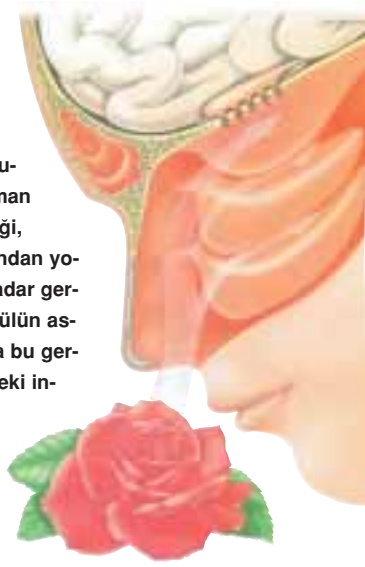 u-
man
ği,
ndan yo-
adar ger-
ülün as-
a bu ger-
eki in-